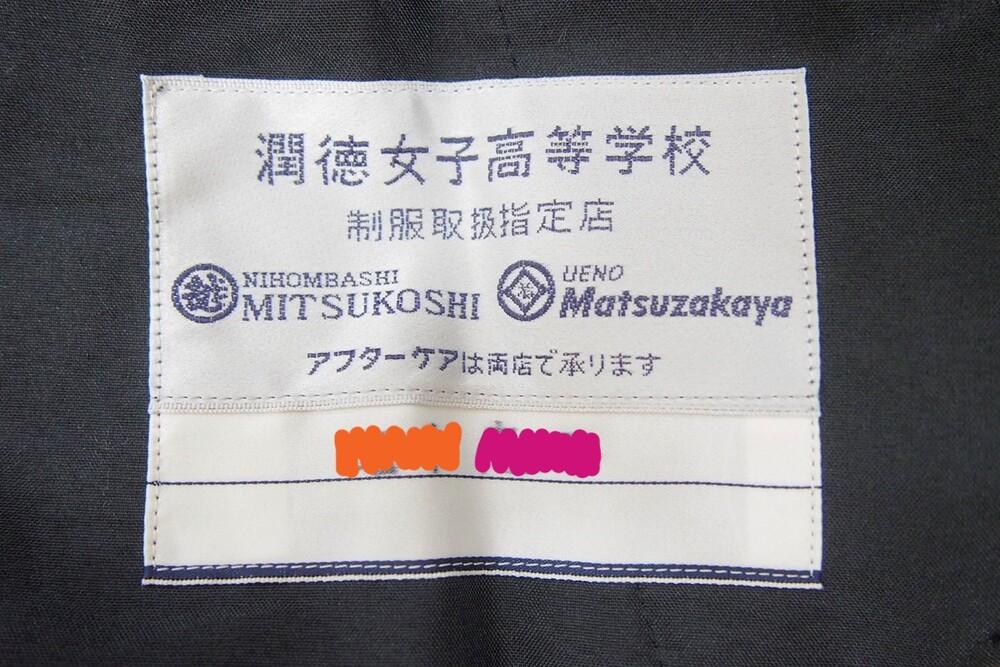 潤徳女子高等学校
制服取扱指定店
NIHOMBASHI
MITSUKOSHI
UENO
Matsuzakaya
アフターケアは両店で承ります